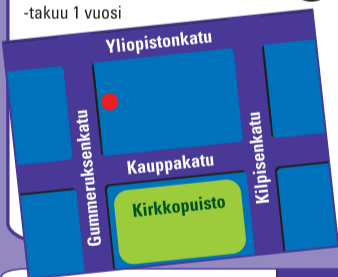 -takuu 1 vuosi
Yliopistonkatu
Gummeruksenkatu
Kauppakatu
Kilpisenkatu
Kirkkopuisto